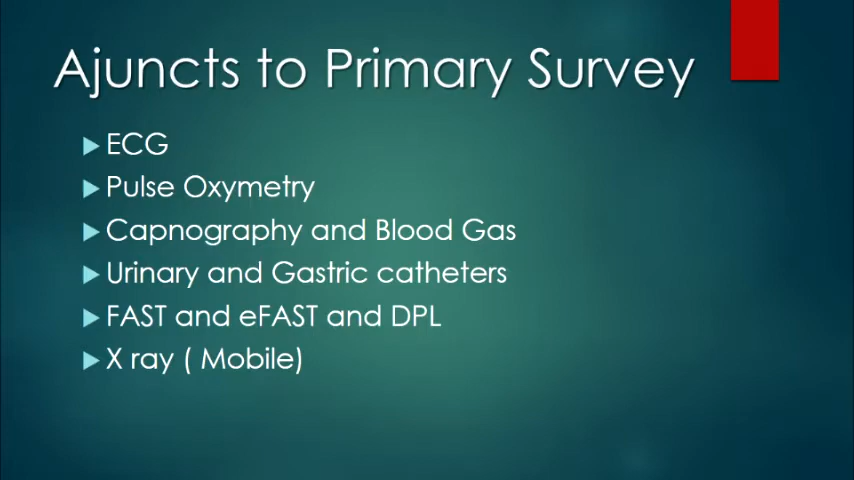 Ajuncts to Primary Survey
ECG
Pulse Oxymetry
Capnography and Blood Gas
Urinary and Gastric catheters
FAST and eFAST and DPL
X ray ( Mobile)